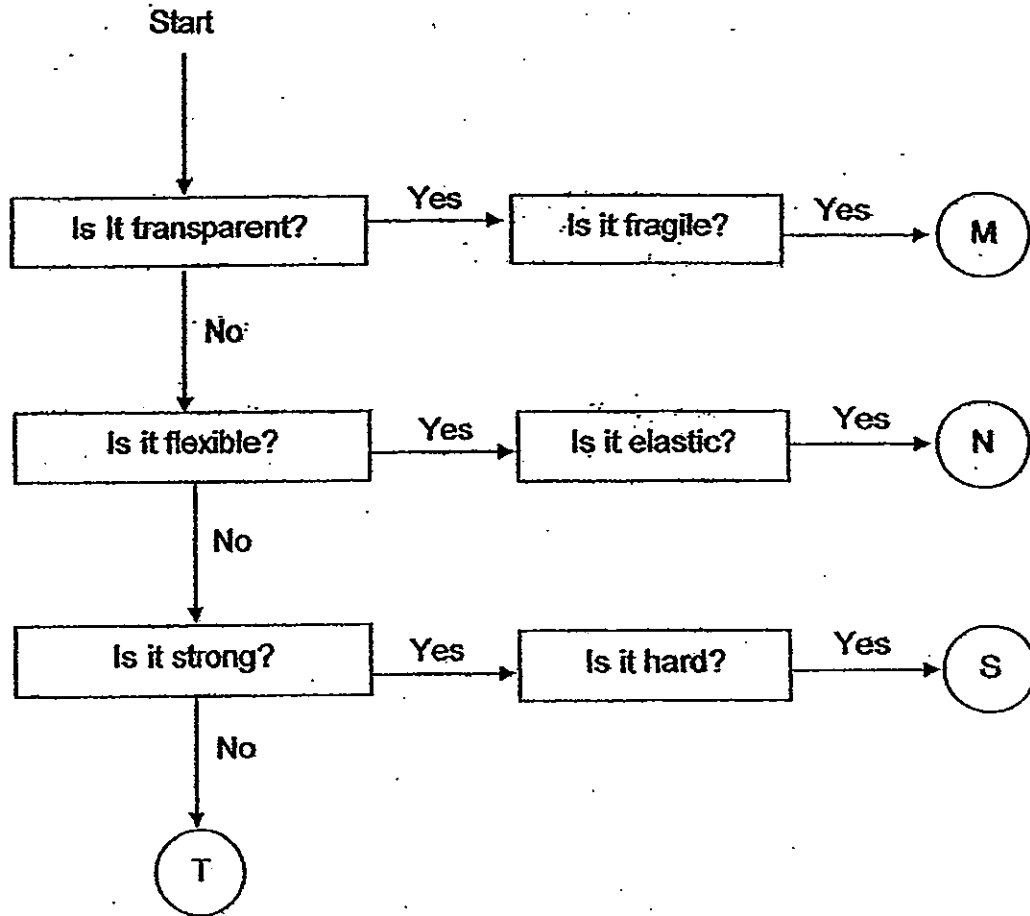 Start
Is It transparent?
Yes
Is it fragile?
Yes
M
No
Is it flexible?
Yes
Is it elastic?
Yes
N
No
Is it strong?
Yes
Is it hard?
Yes
S
No
T